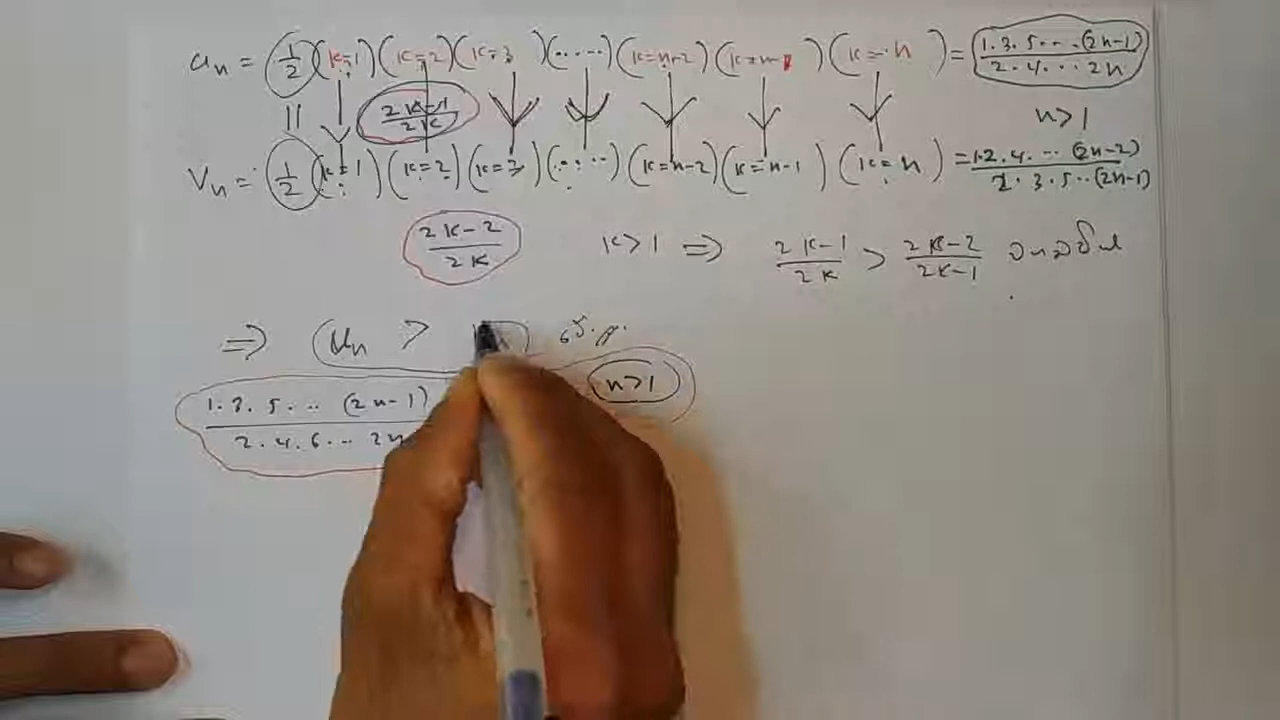 u_n = (1/2)(k=1)(k=2)(k=3 )(.....)(k=n-2)(k=n-1)(k=n ) = 1.3.5...(2n-1) / 2.4...2n
|| (2k-1)/2k n>1
V_n = (1/2)(k=1)(k=2)(k=3)(.....)(k=n-2)(k=n-1)(k=n) = 1.2.4...(2n-2) / 2.3.5..(2n-1)
(2k-2)/2k k>1 ⇒ (2k-1)/2k > (2k-2)/(2k-1)
⇒ (u_n >
1.3.5... (2n-1) / 2.4.6... 2n n>1